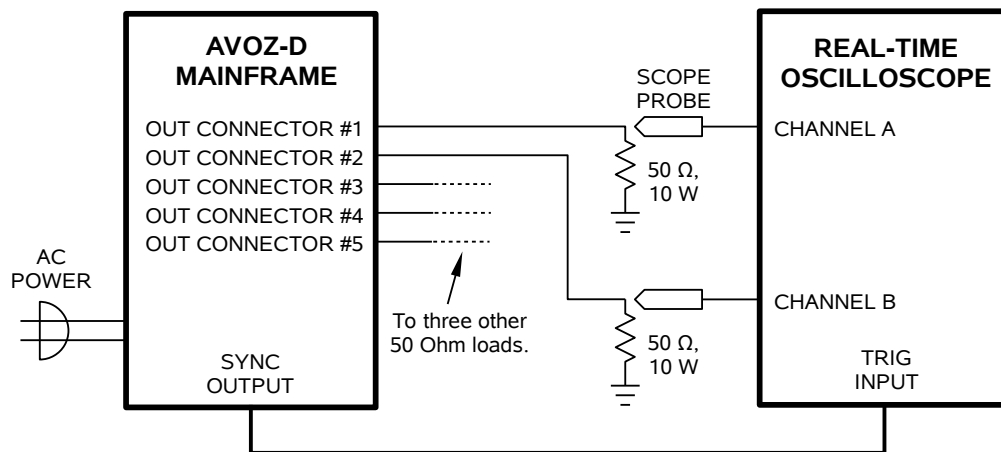 AVOZ-D
MAINFRAME
OUT CONNECTOR #1
OUT CONNECTOR #2
OUT CONNECTOR #3
OUT CONNECTOR #4
OUT CONNECTOR #5
AC
POWER
SYNC
OUTPUT
To three other
50 Ohm loads.
SCOPE
PROBE
50 Ω,
10 W
50 Ω,
10 W
REAL-TIME
OSCILLOSCOPE
CHANNEL A
CHANNEL B
TRIG
INPUT